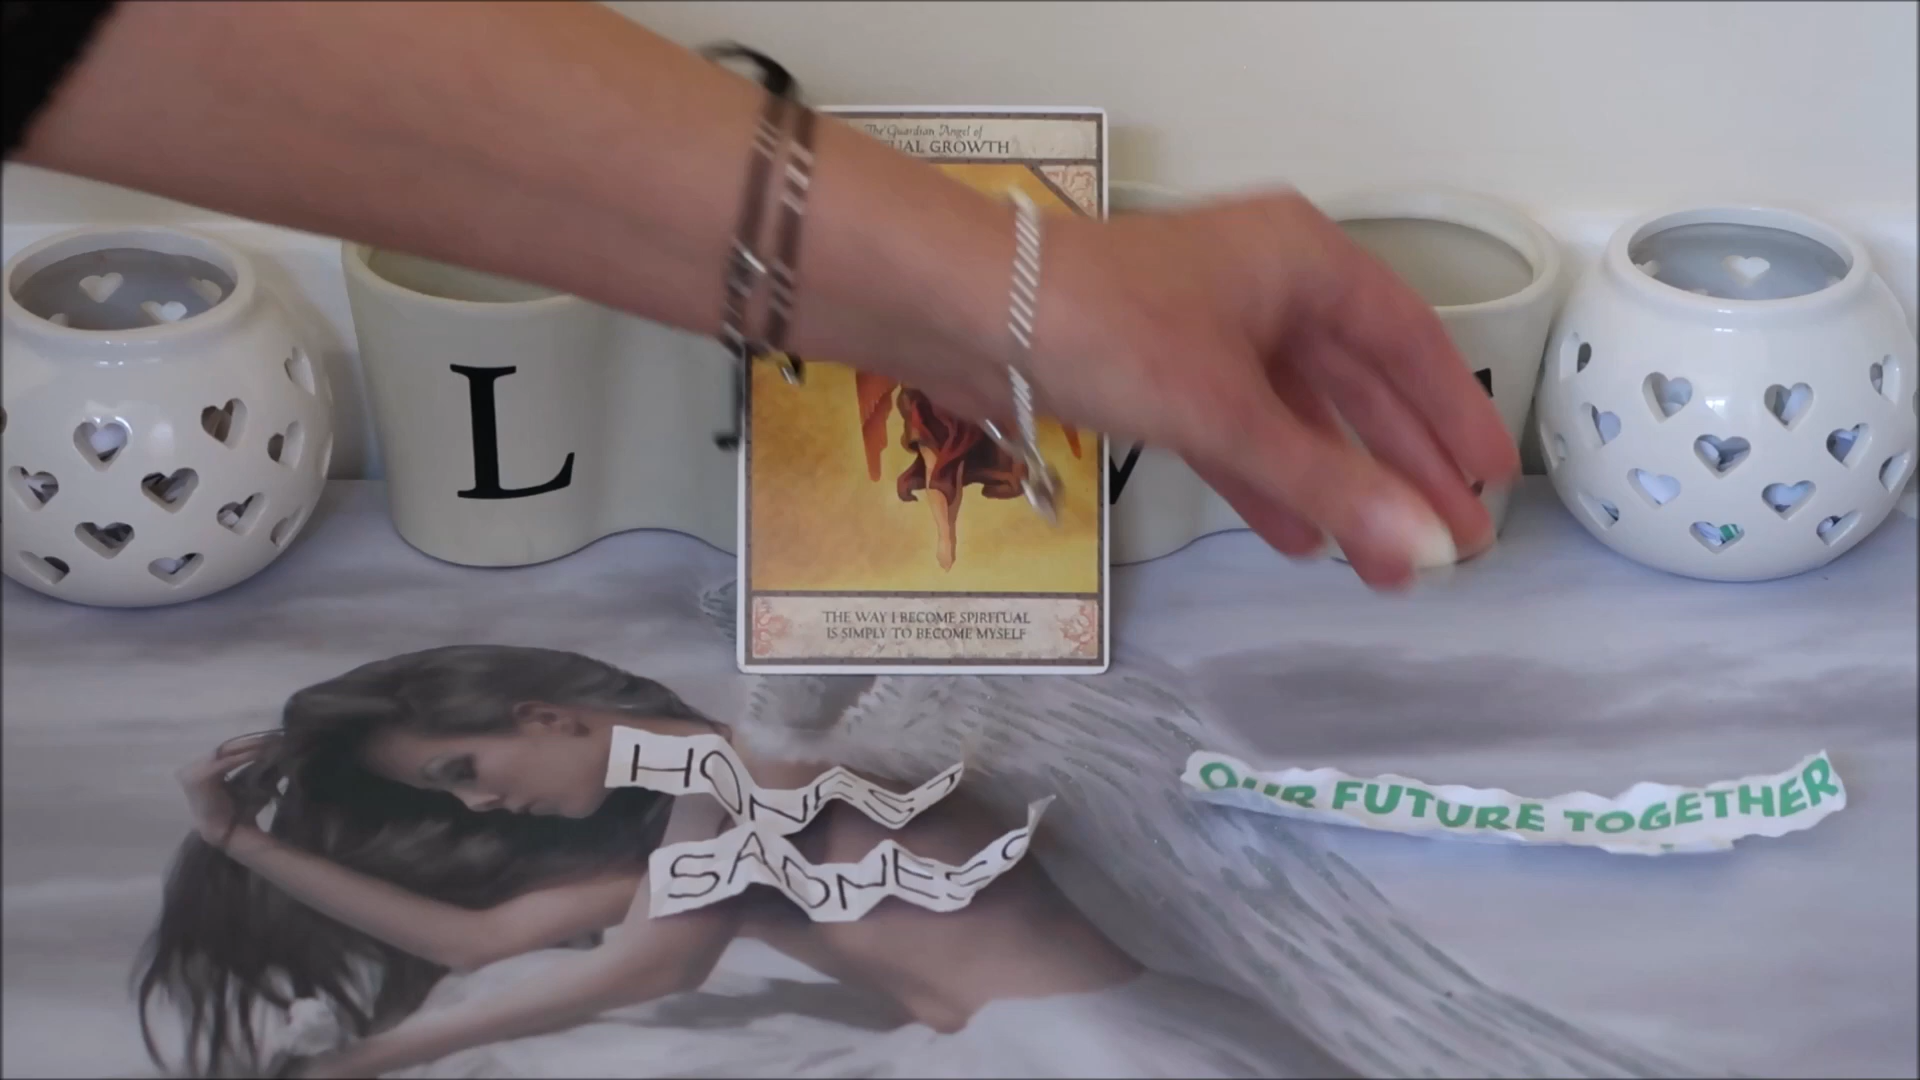 The Guardian Angel of
UAL GROWTH
L
V
THE WAY I BECOME SPIRITUAL
IS SIMPLY TO BECOME MYSELF
HONEST
SADNESS
OUR FUTURE TOGETHER